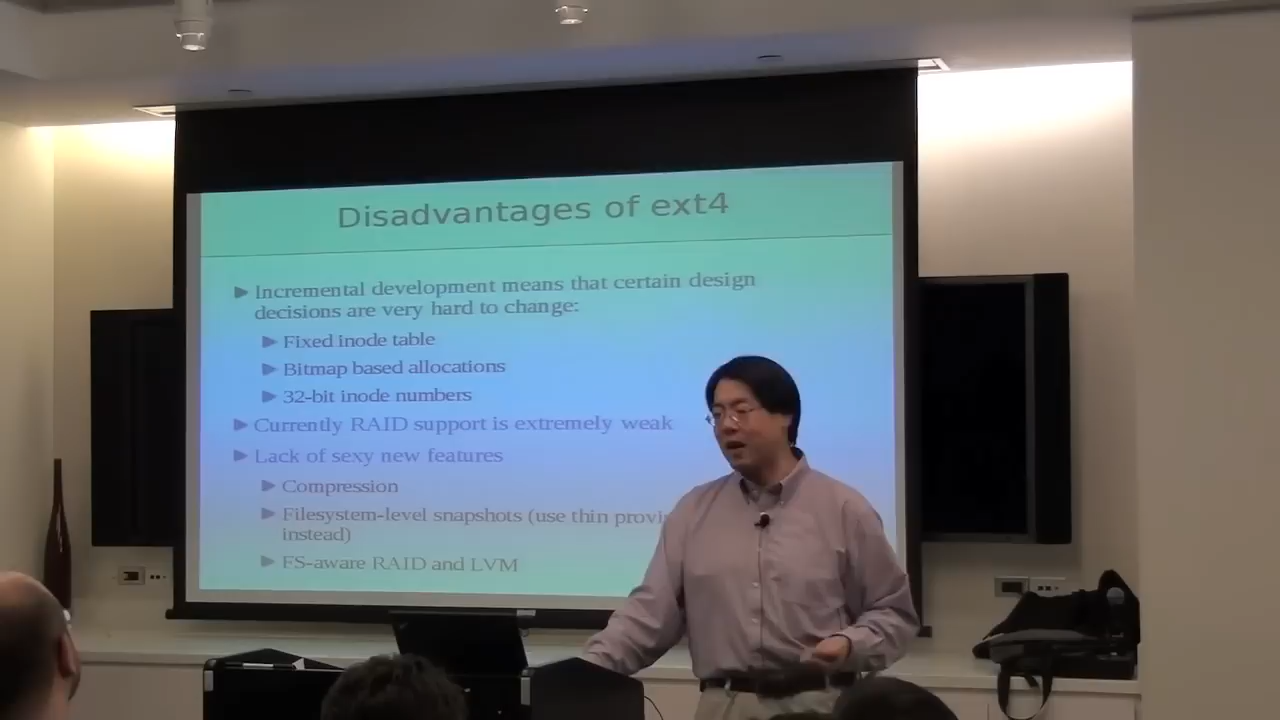 Disadvantages of ext4
Incremental development means that certain design
decisions are very hard to change:
Fixed inode table
Bitmap based allocations
32-bit inode numbers
Currently RAID support is extremely weak
Lack of sexy new features
Compression
Filesystem-level snapshots (use thin
instead)
FS-aware RAID and LVM